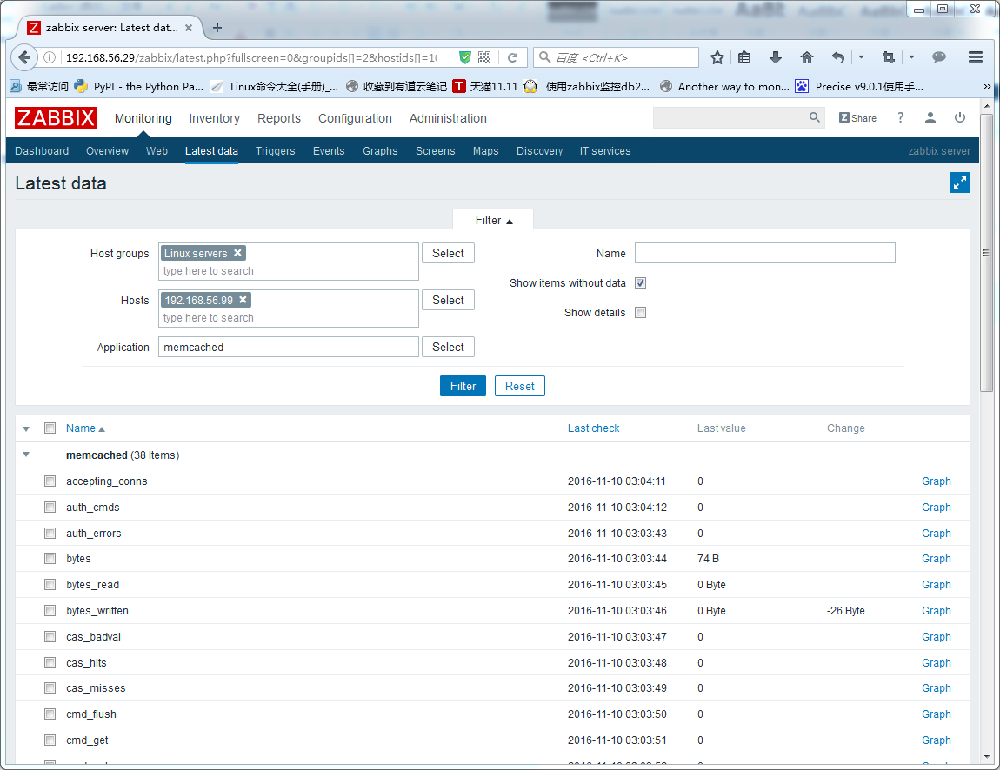 zabbix server: Latest dat...
192.168.56.29/zabbix/latest.php?fullscreen=0&groupids[]=2&hostids[]=10
百度 <Ctrl+K>
最常访问 PyPI - the Python Pa... Linux命令大全(手册)_... 收藏到有道云笔记 天猫11.11 使用zabbix监控db2... Another way to mon... Precise v9.0.1使用手... »
ZABBIX Monitoring Inventory Reports Configuration Administration Z Share ?
Dashboard Overview Web Latest data Triggers Events Graphs Screens Maps Discovery IT services zabbix server
Latest data
Filter ▲
Host groups Linux servers × Select Name
type here to search
Show items without data
Hosts 192.168.56.99 × Select
type here to search
Show details
Application memcached Select
Filter Reset
Name ▲ Last check Last value Change
memcached (38 Items)
accepting_conns 2016-11-10 03:04:11 0 Graph
auth_cmds 2016-11-10 03:04:12 0 Graph
auth_errors 2016-11-10 03:03:43 0 Graph
bytes 2016-11-10 03:03:44 74 B Graph
bytes_read 2016-11-10 03:03:45 0 Byte Graph
bytes_written 2016-11-10 03:03:46 0 Byte -26 Byte Graph
cas_badval 2016-11-10 03:03:47 0 Graph
cas_hits 2016-11-10 03:03:48 0 Graph
cas_misses 2016-11-10 03:03:49 0 Graph
cmd_flush 2016-11-10 03:03:50 0 Graph
cmd_get 2016-11-10 03:03:51 0 Graph